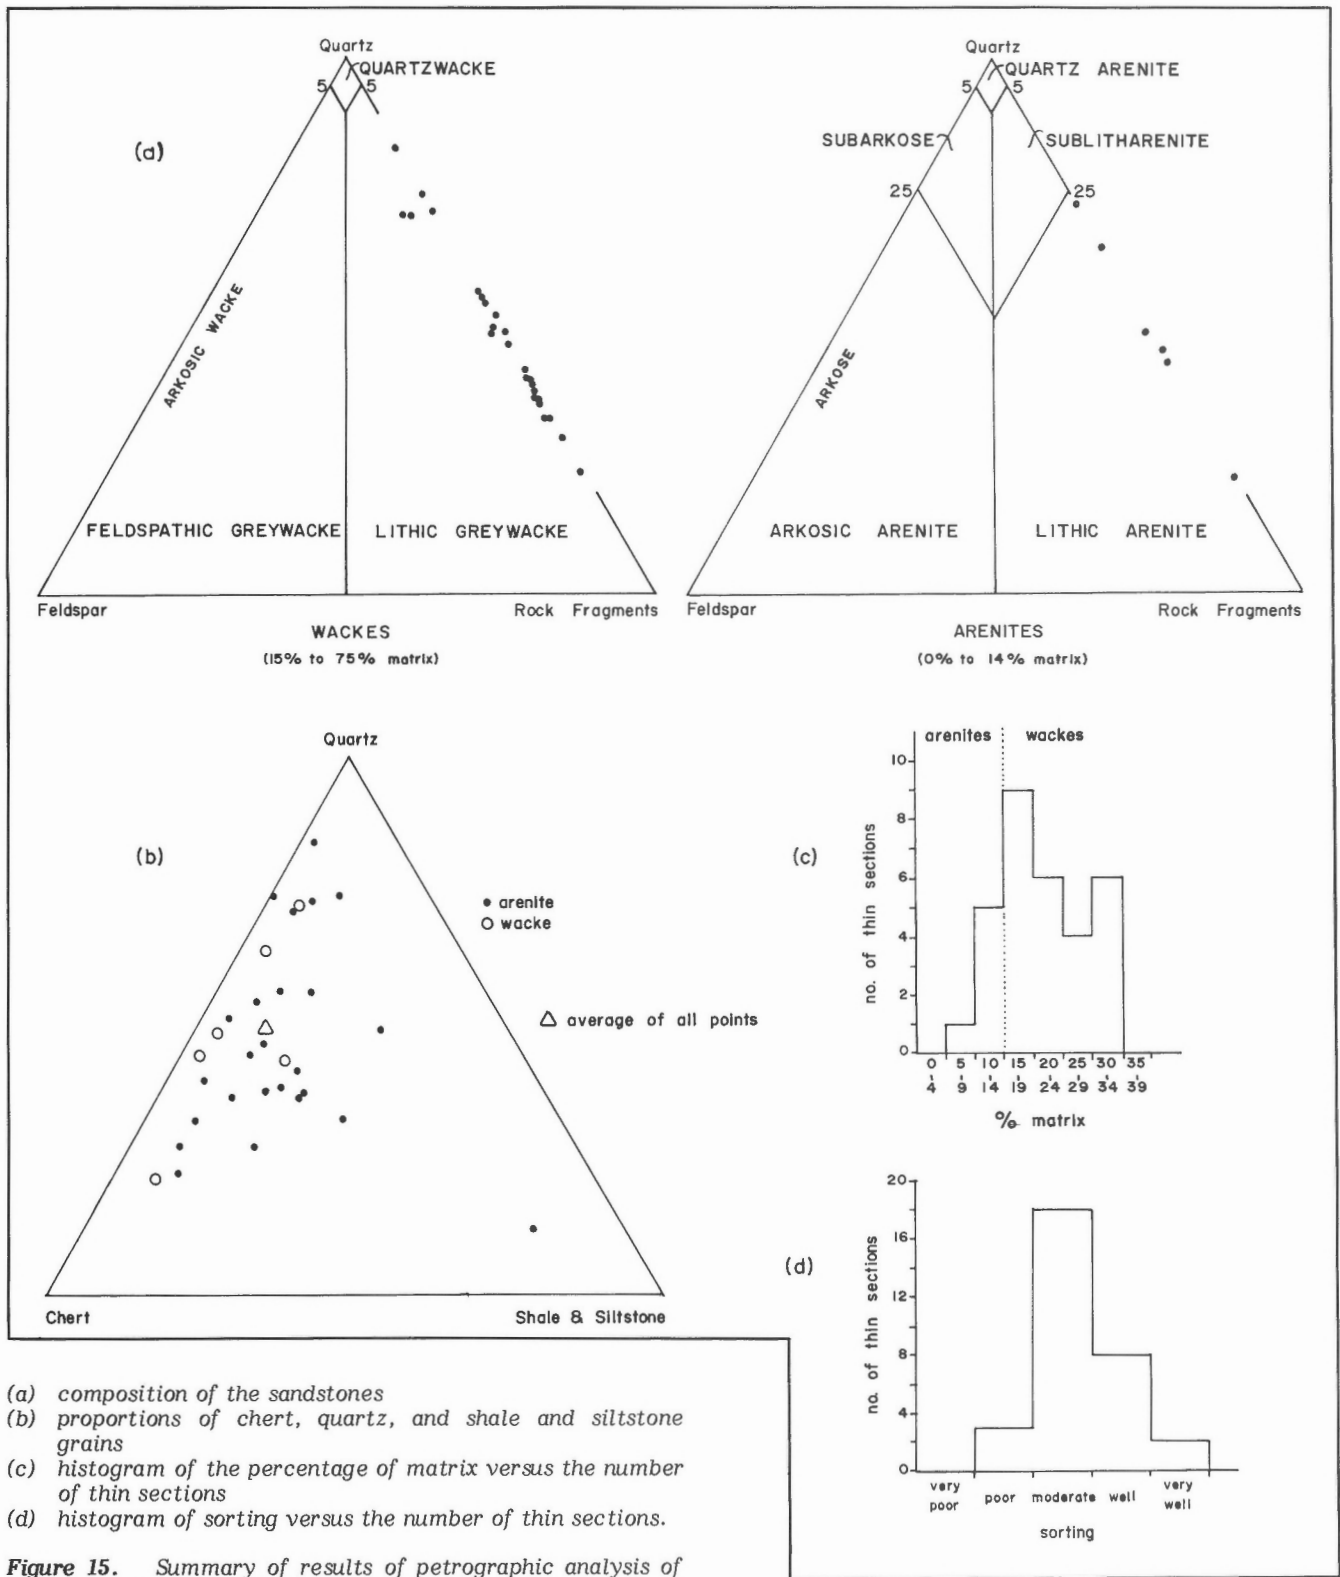 Quartz
QUARTZWACKE
5 5
(a)
ARKOSIC WACKE
FELDSPATHIC GREYWACKE
LITHIC GREYWACKE
Feldspar
Rock Fragments
WACKES
(15% to 75% matrix)
Quartz
QUARTZ ARENITE
5 5
SUBARKOSE
SUBLITHARENITE
25 25
ARKOSE
ARKOSIC ARENITE
LITHIC ARENITE
Feldspar
Rock Fragments
ARENITES
(0% to 14% matrix)
Quartz
(b)
arenite
wacke
average of all points
Chert
Shale & Siltstone
(c)
arenites wackes
no. of thin sections
10
8
6
4
2
0
0 5 10 15 20 25 30 35
4 9 14 19 24 29 34 39
% matrix
(d)
no. of thin sections
20
16
12
8
4
0
very poor
poor
moderate
well
very well
sorting
(a) composition of the sandstones
(b) proportions of chert, quartz, and shale and siltstone
grains
(c) histogram of the percentage of matrix versus the number
of thin sections
(d) histogram of sorting versus the number of thin sections.
Figure 15. Summary of results of petrographic analysis of